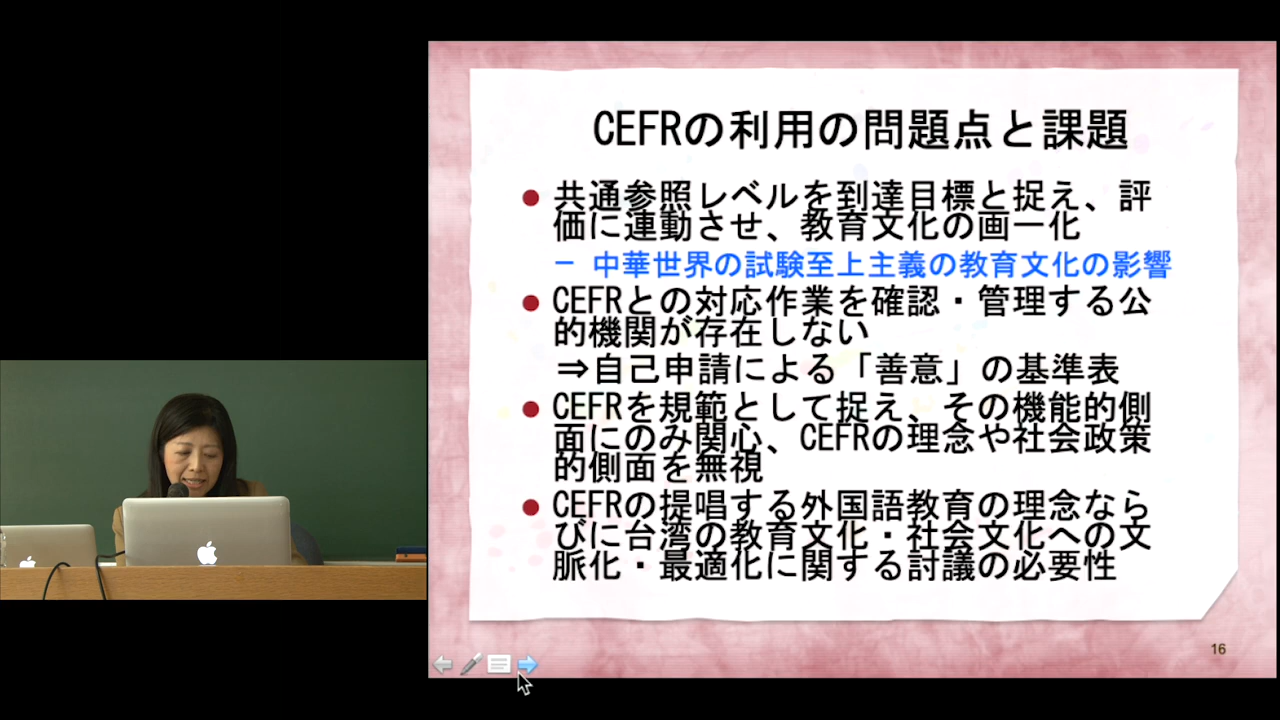 CEFRの利用の問題点と課題
● 共通参照レベルを到達目標と捉え、評
価に連動させ、教育文化の画一化
－ 中華世界の試験至上主義の教育文化の影響
● CEFRとの対応作業を確認・管理する公
的機関が存在しない
⇒自己申請による「善意」の基準表
● CEFRを規範として捉え、その機能的側
面にのみ関心、CEFRの理念や社会政策
的側面を無視
● CEFRの提唱する外国語教育の理念なら
びに台湾の教育文化・社会文化への文
脈化・最適化に関する討議の必要性
16